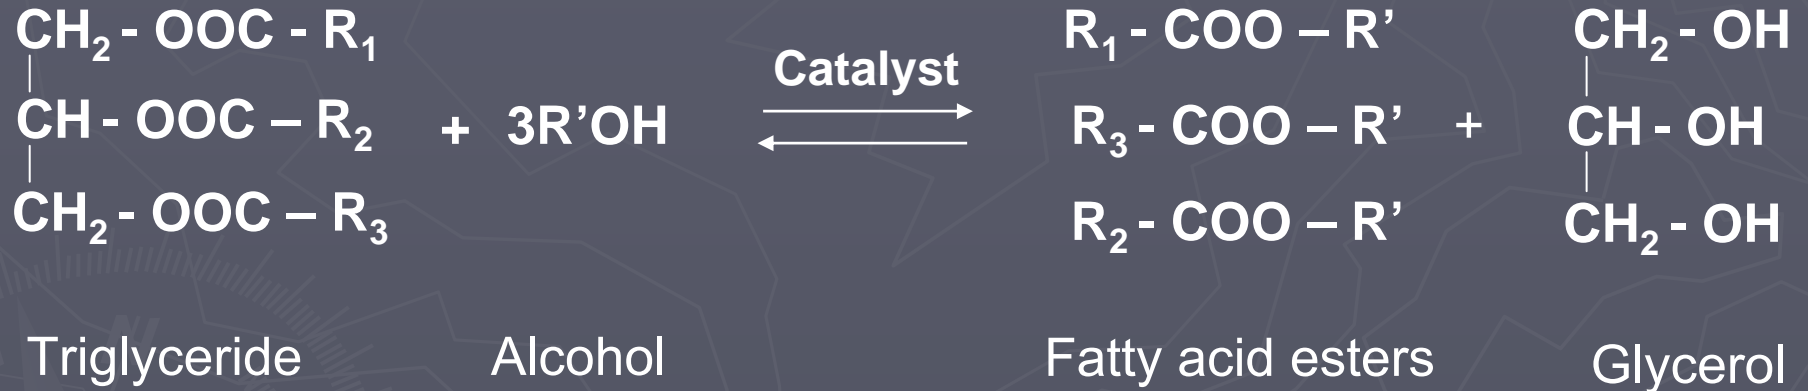 CH₂ - OOC - R₁ R₁ - COO – R’ CH₂ - OH
Catalyst
CH - OOC – R₂ + 3R’OH R₃ - COO – R’ + CH - OH
CH₂ - OOC – R₃ R₂ - COO – R’ CH₂ - OH
Triglyceride Alcohol Fatty acid esters Glycerol